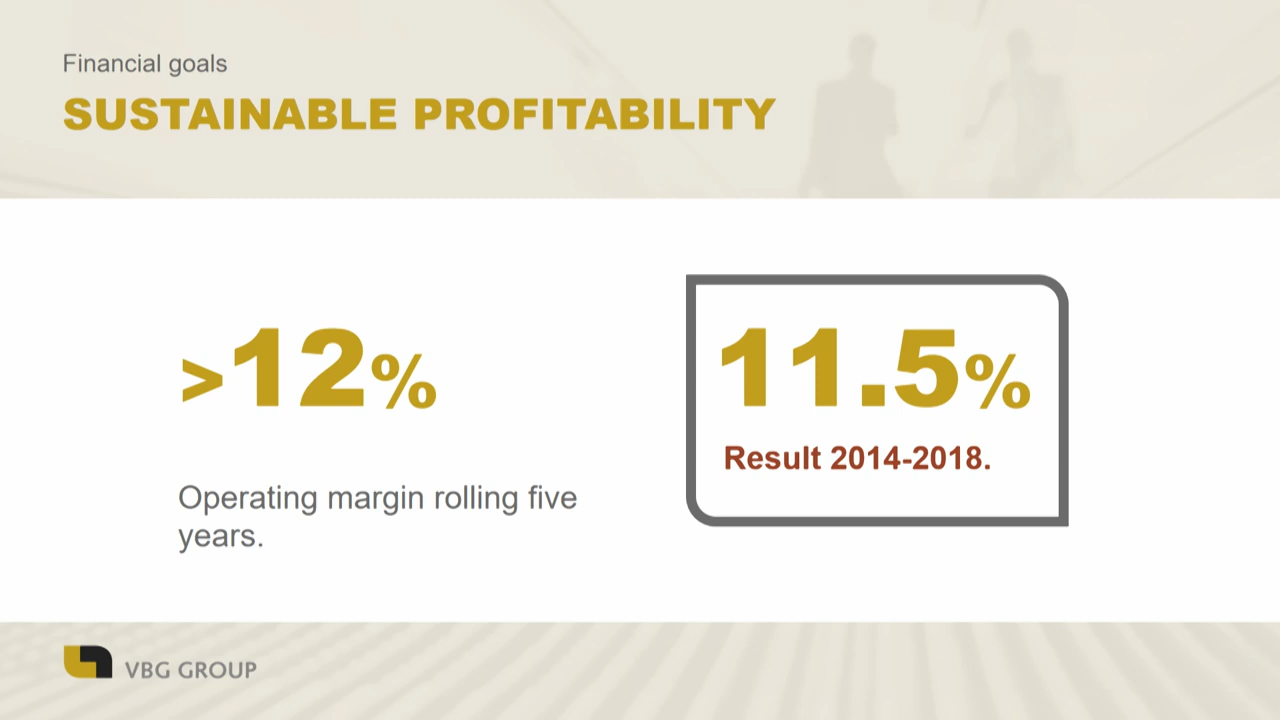 Financial goals
SUSTAINABLE PROFITABILITY
>12%
Operating margin rolling five
years.
11.5%
Result 2014-2018.
VBG GROUP